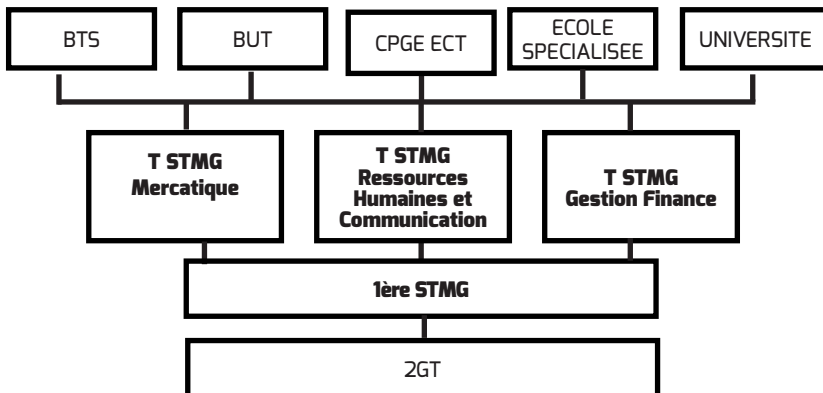 BTS
BUT
CPGE ECT
ECOLE
SPECIALISEE
UNIVERSITE
T STMG
Mercatique
T STMG
Ressources
Humaines et
Communication
T STMG
Gestion Finance
1ère STMG
2GT